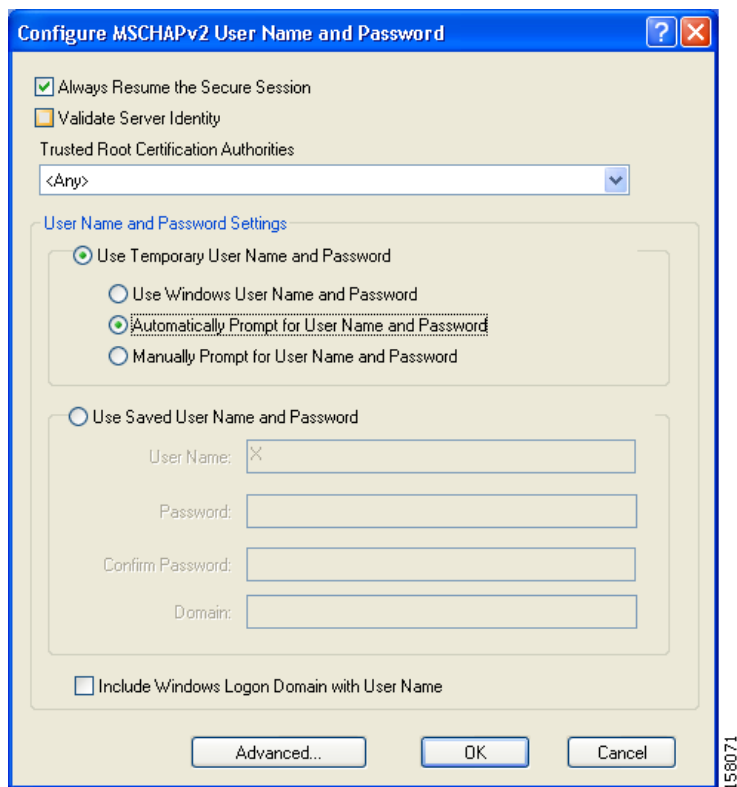 Configure MSCHAPv2 User Name and Password
Always Resume the Secure Session
Validate Server Identity
Trusted Root Certification Authorities
<Any>
User Name and Password Settings
Use Temporary User Name and Password
Use Windows User Name and Password
Automatically Prompt for User Name and Password
Manually Prompt for User Name and Password
Use Saved User Name and Password
User Name: X
Password:
Confirm Password:
Domain:
Include Windows Logon Domain with User Name
Advanced... OK Cancel
158071